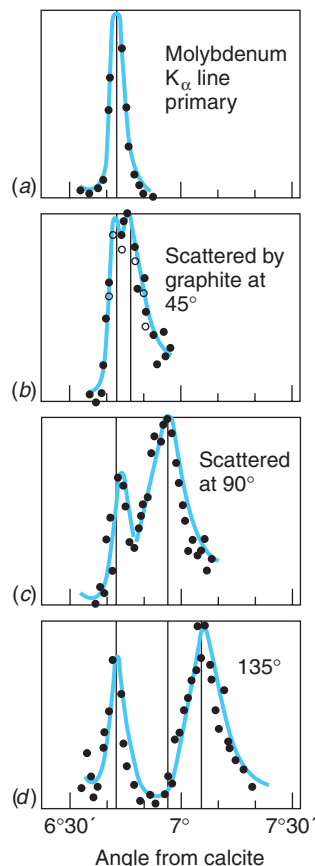 Molybdenum
Kα line
primary
(a)
Scattered by
graphite at
45°
(b)
Scattered
at 90°
(c)
135°
(d)
6°30′ 7° 7°30′
Angle from calcite